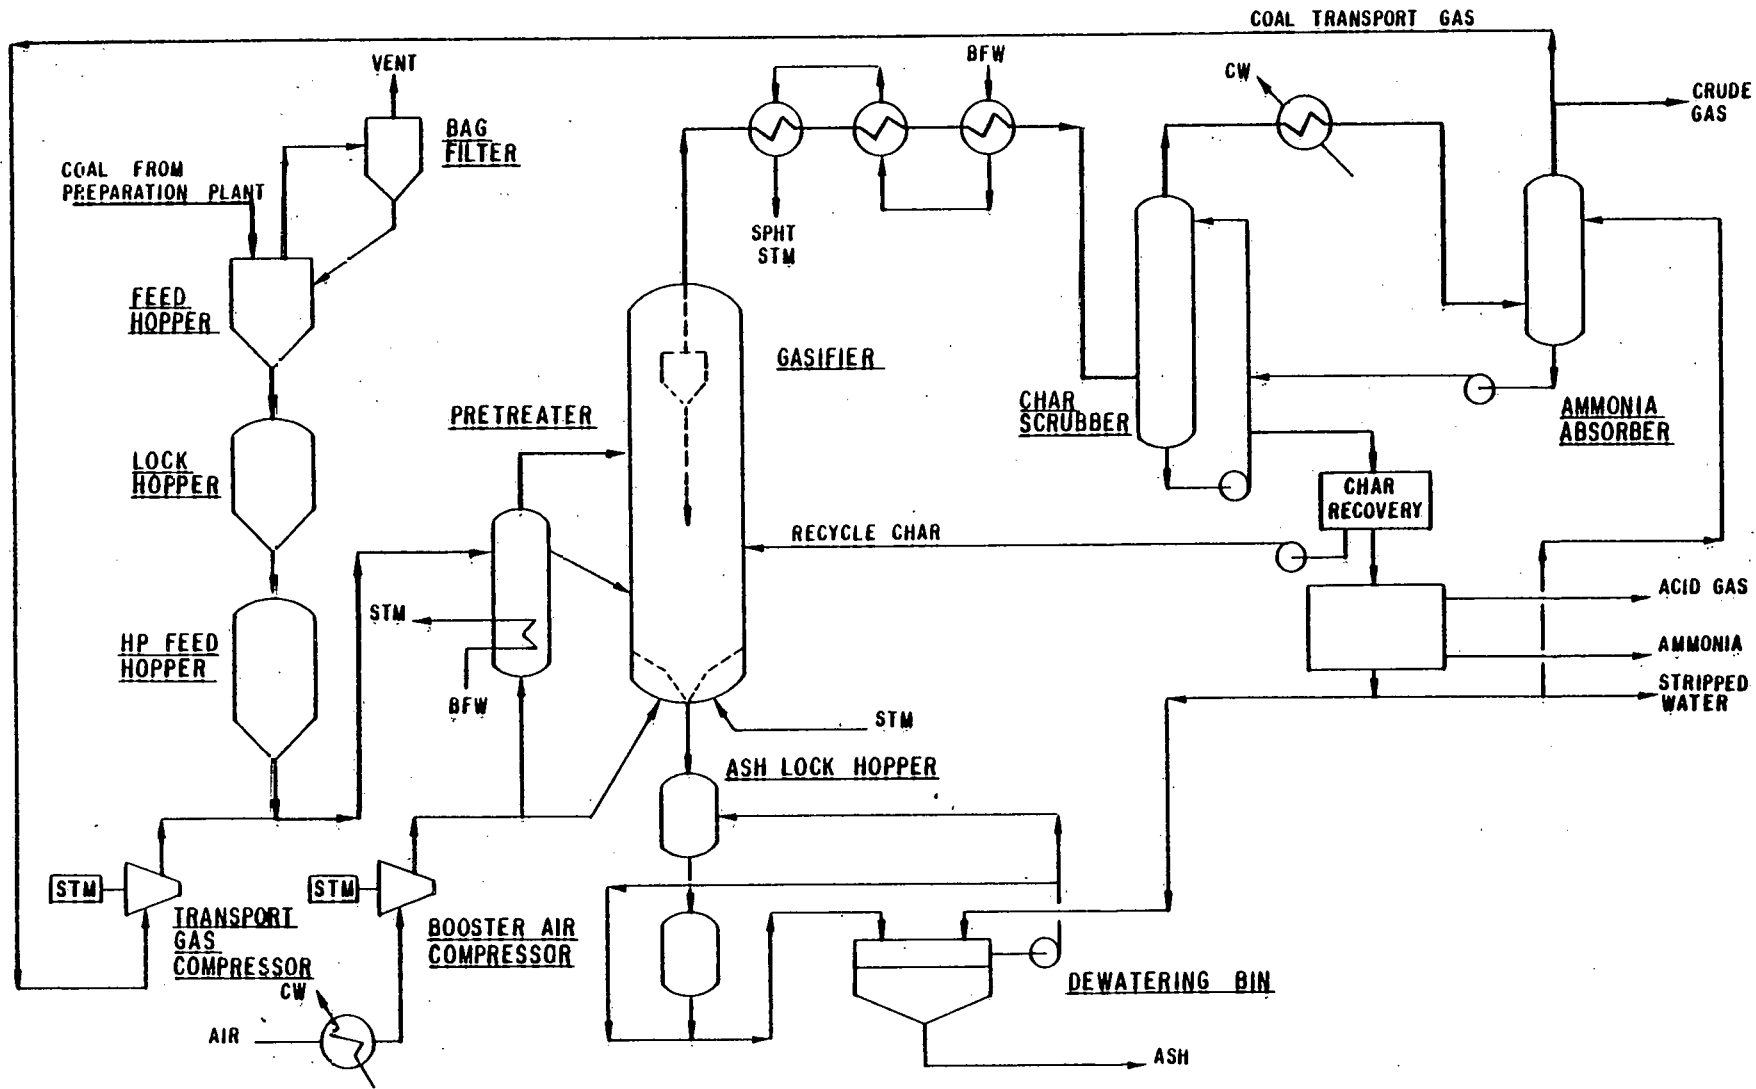 COAL TRANSPORT GAS
VENT
BFW
CW
CRUDE
GAS
BAG
FILTER
COAL FROM
PREPARATION PLANT
SPHT
STM
FEED
HOPPER
GASIFIER
CHAR
SCRUBBER
AMMONIA
ABSORBER
PRETREATER
LOCK
HOPPER
CHAR
RECOVERY
RECYCLE CHAR
ACID GAS
STM
HP FEED
HOPPER
AMMONIA
STRIPPED
WATER
BFW
STM
ASH LOCK HOPPER
STM
STM
TRANSPORT
GAS
COMPRESSOR
BOOSTER AIR
COMPRESSOR
DEWATERING BIN
CW
AIR
ASH